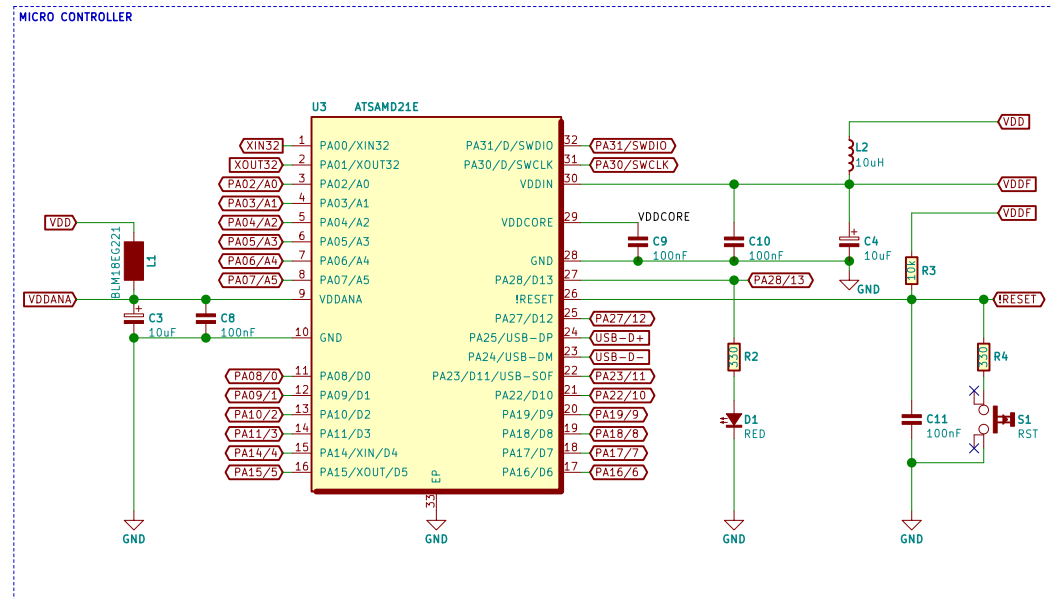 MICRO CONTROLLER
U3 ATSAMD21E
XIN32 1 PA00/XIN32
XOUT32 2 PA01/XOUT32
PA02/A0 3 PA02/A0
PA03/A1 4 PA03/A1
PA04/A2 5 PA04/A2
PA05/A3 6 PA05/A3
PA06/A4 7 PA06/A4
PA07/A5 8 PA07/A5
VDDANA 9 VDDANA
10 GND
PA08/0 11 PA08/D0
PA09/1 12 PA09/D1
PA10/2 13 PA10/D2
PA11/3 14 PA11/D3
PA14/4 15 PA14/XIN/D4
PA15/5 16 PA15/XOUT/D5
VDD
BLM18EG221
L1
+
C3
10uF
C8
100nF
GND
EP
33
GND
PA31/D/SWDIO 32 PA31/SWDIO
PA30/D/SWCLK 31 PA30/SWCLK
VDDIN 30
VDDCORE 29 VDDCORE
GND 28
PA28/D13 27 PA28/13
!RESET 26 !RESET
PA27/D12 25 PA27/12
PA25/USB-DP 24 USB-D+
PA24/USB-DM 23 USB-D-
PA23/D11/USB-SOF 22 PA23/11
PA22/D10 21 PA22/10
PA19/D9 20 PA19/9
PA18/D8 19 PA18/8
PA17/D7 18 PA17/7
PA16/D6 17 PA16/6
VDD
L2
10uH
VDDF
VDDF
C9
100nF
C10
100nF
+
C4
10uF
GND
10k
R3
330
R2
D1
RED
GND
330
R4
C11
100nF
S1
RST
GND